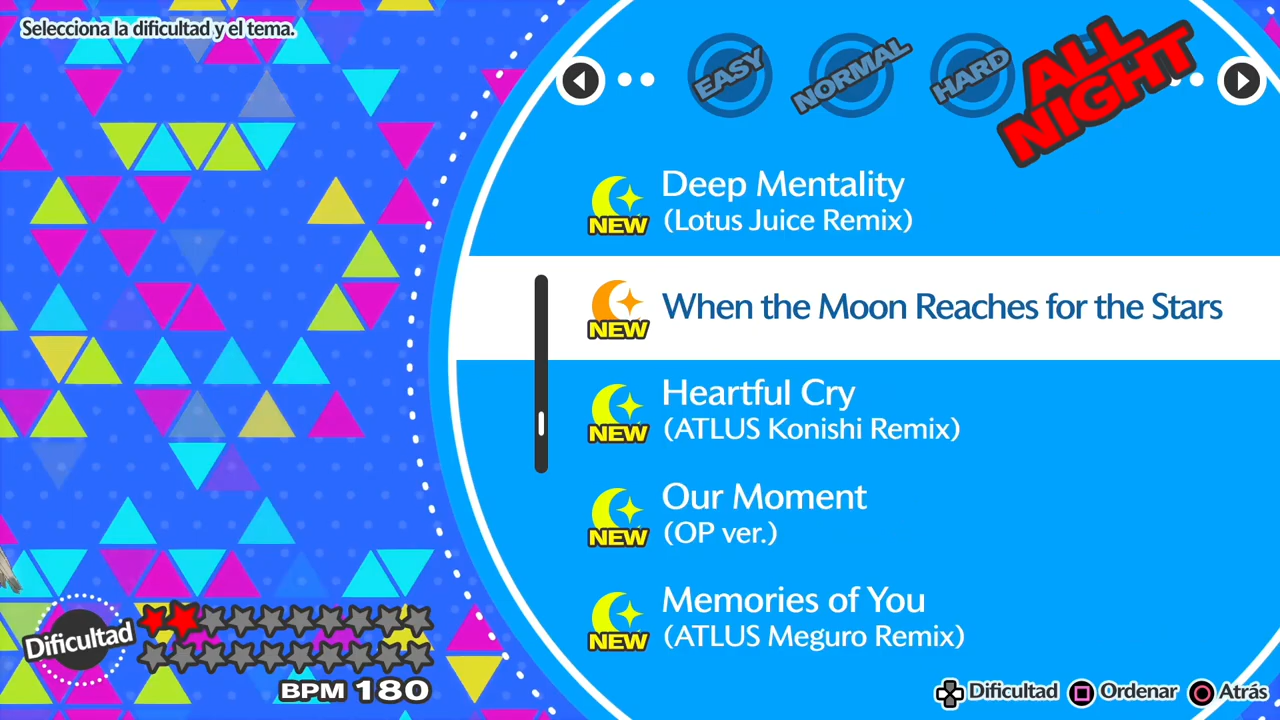 Selecciona la dificultad y el tema.
EASY
NORMAL
HARD
ALL
NIGHT
NEW
Deep Mentality
(Lotus Juice Remix)
NEW
When the Moon Reaches for the Stars
NEW
Heartful Cry
(ATLUS Konishi Remix)
NEW
Our Moment
(OP ver.)
NEW
Memories of You
(ATLUS Meguro Remix)
Dificultad
BPM 180
Dificultad
Ordenar
Atrás